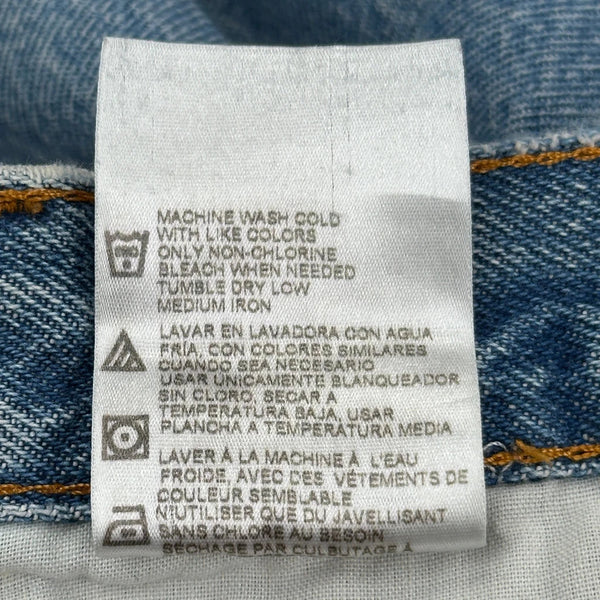 MACHINE WASH COLD
WITH LIKE COLORS
ONLY NON-CHLORINE
BLEACH WHEN NEEDED
TUMBLE DRY LOW
MEDIUM IRON
LAVAR EN LAVADORA CON AGUA
FRÍA, CON COLORES SIMILARES
CUANDO SEA NECESARIO
USAR UNICAMENTE BLANQUEADOR
SIN CLORO, SECAR A
TEMPERATURA BAJA, USAR
PLANCHA A TEMPERATURA MEDIA
LAVER À LA MACHINE À L'EAU
FROIDE, AVEC DES VÊTEMENTS DE
COULEUR SEMBLABLE
N'UTILISER QUE DU JAVELLISANT
SANS CHLORE AU BESOIN
SÉCHAGE PAR CULBUTAGE À